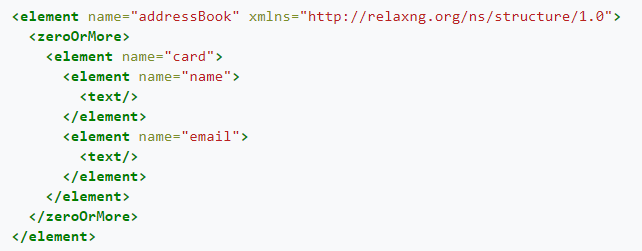 <element name="addressBook" xmlns="http://relaxng.org/ns/structure/1.0">
  <zeroOrMore>
    <element name="card">
      <element name="name">
        <text/>
      </element>
      <element name="email">
        <text/>
      </element>
    </element>
  </zeroOrMore>
</element>